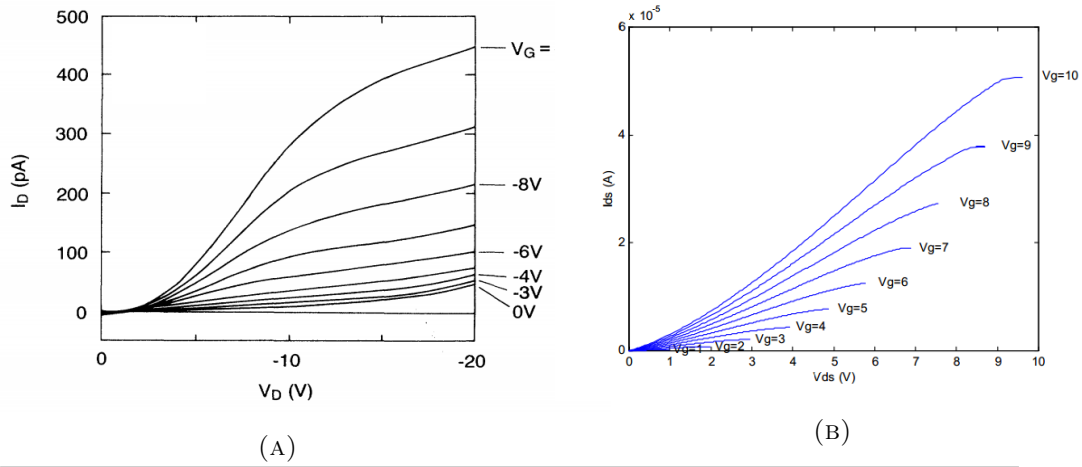 500
400
300
200
100
0
I_D (pA)
0
-10
-20
V_D (V)
V_G =
-8V
-6V
-4V
-3V
0V
(A)
x 10^-5
6
4
2
0
Ids (A)
0 1 2 3 4 5 6 7 8 9 10
Vds (V)
Vg=10
Vg=9
Vg=8
Vg=7
Vg=6
Vg=5
Vg=4
Vg=3
Vg=2
Vg=1
(B)